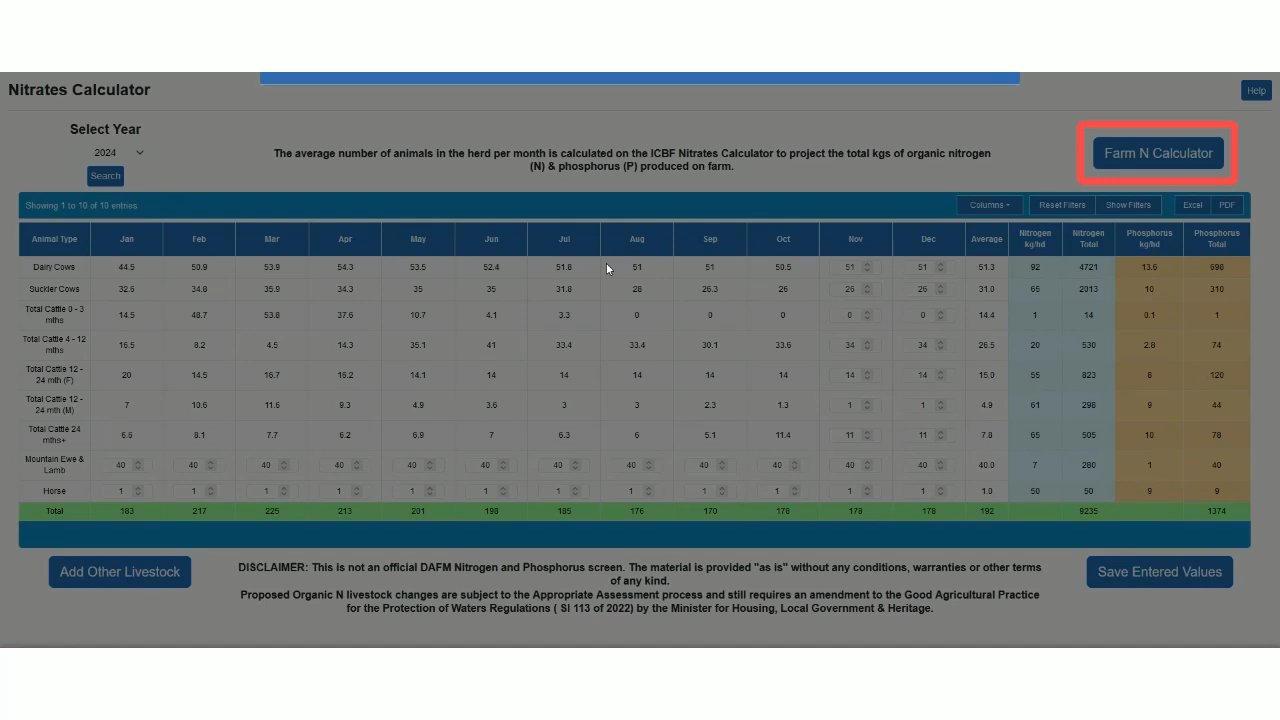 Nitrates Calculator
Help
Select Year
2024
Search
The average number of animals in the herd per month is calculated on the ICBF Nitrates Calculator to project the total kgs of organic nitrogen
(N) & phosphorus (P) produced on farm.
Farm N Calculator
Showing 1 to 10 of 10 entries
Columns Reset Filters Show Filters Excel PDF
Animal Type Jan Feb Mar Apr May Jun Jul Aug Sep Oct Nov Dec Average Nitrogen kg/hd Nitrogen Total Phosphorus kg/hd Phosphorus Total
Dairy Cows 44.5 50.9 53.9 54.3 53.5 52.4 51.8 51 51 50.5 51 51 51.3 92 4721 13.6 698
Suckler Cows 32.6 34.8 35.9 34.3 35 35 31.8 28 26.3 26 26 26 31.0 65 2013 10 310
Total Cattle 0 - 3
mths 14.5 48.7 53.8 37.6 10.7 4.1 3.3 0 0 0 0 0 14.4 1 14 0.1 1
Total Cattle 4 - 12
mths 16.5 8.2 4.5 14.3 35.1 41 33.4 33.4 30.1 33.6 34 34 26.5 20 530 2.8 74
Total Cattle 12
- 24 mth (F) 20 14.5 16.7 16.2 14.1 14 14 14 14 14 14 14 15.0 55 823 8 120
Total Cattle 12
- 24 mth (M) 7 10.6 11.6 9.3 4.9 3.6 3 3 2.3 1.3 1 1 4.9 61 298 9 44
Total Cattle 24
mths+ 6.6 8.1 7.7 6.2 6.9 7 6.3 6 5.1 11.4 11 11 7.8 65 505 10 78
Mountain Ewe &
Lamb 40 40 40 40 40 40 40 40 40 40 40 40 40.0 7 280 1 40
Horse 1 1 1 1 1 1 1 1 1 1 1 1 1.0 50 50 9 9
Total 183 217 225 213 201 198 185 176 170 178 178 178 192 9235 1374
Add Other Livestock
DISCLAIMER: This is not an official DAFM Nitrogen and Phosphorus screen. The material is provided "as is" without any conditions, warranties or other terms
of any kind.
Proposed Organic N livestock changes are subject to the Appropriate Assessment process and still requires an amendment to the Good Agricultural Practice
for the Protection of Waters Regulations ( SI 113 of 2022) by the Minister for Housing, Local Government & Heritage.
Save Entered Values